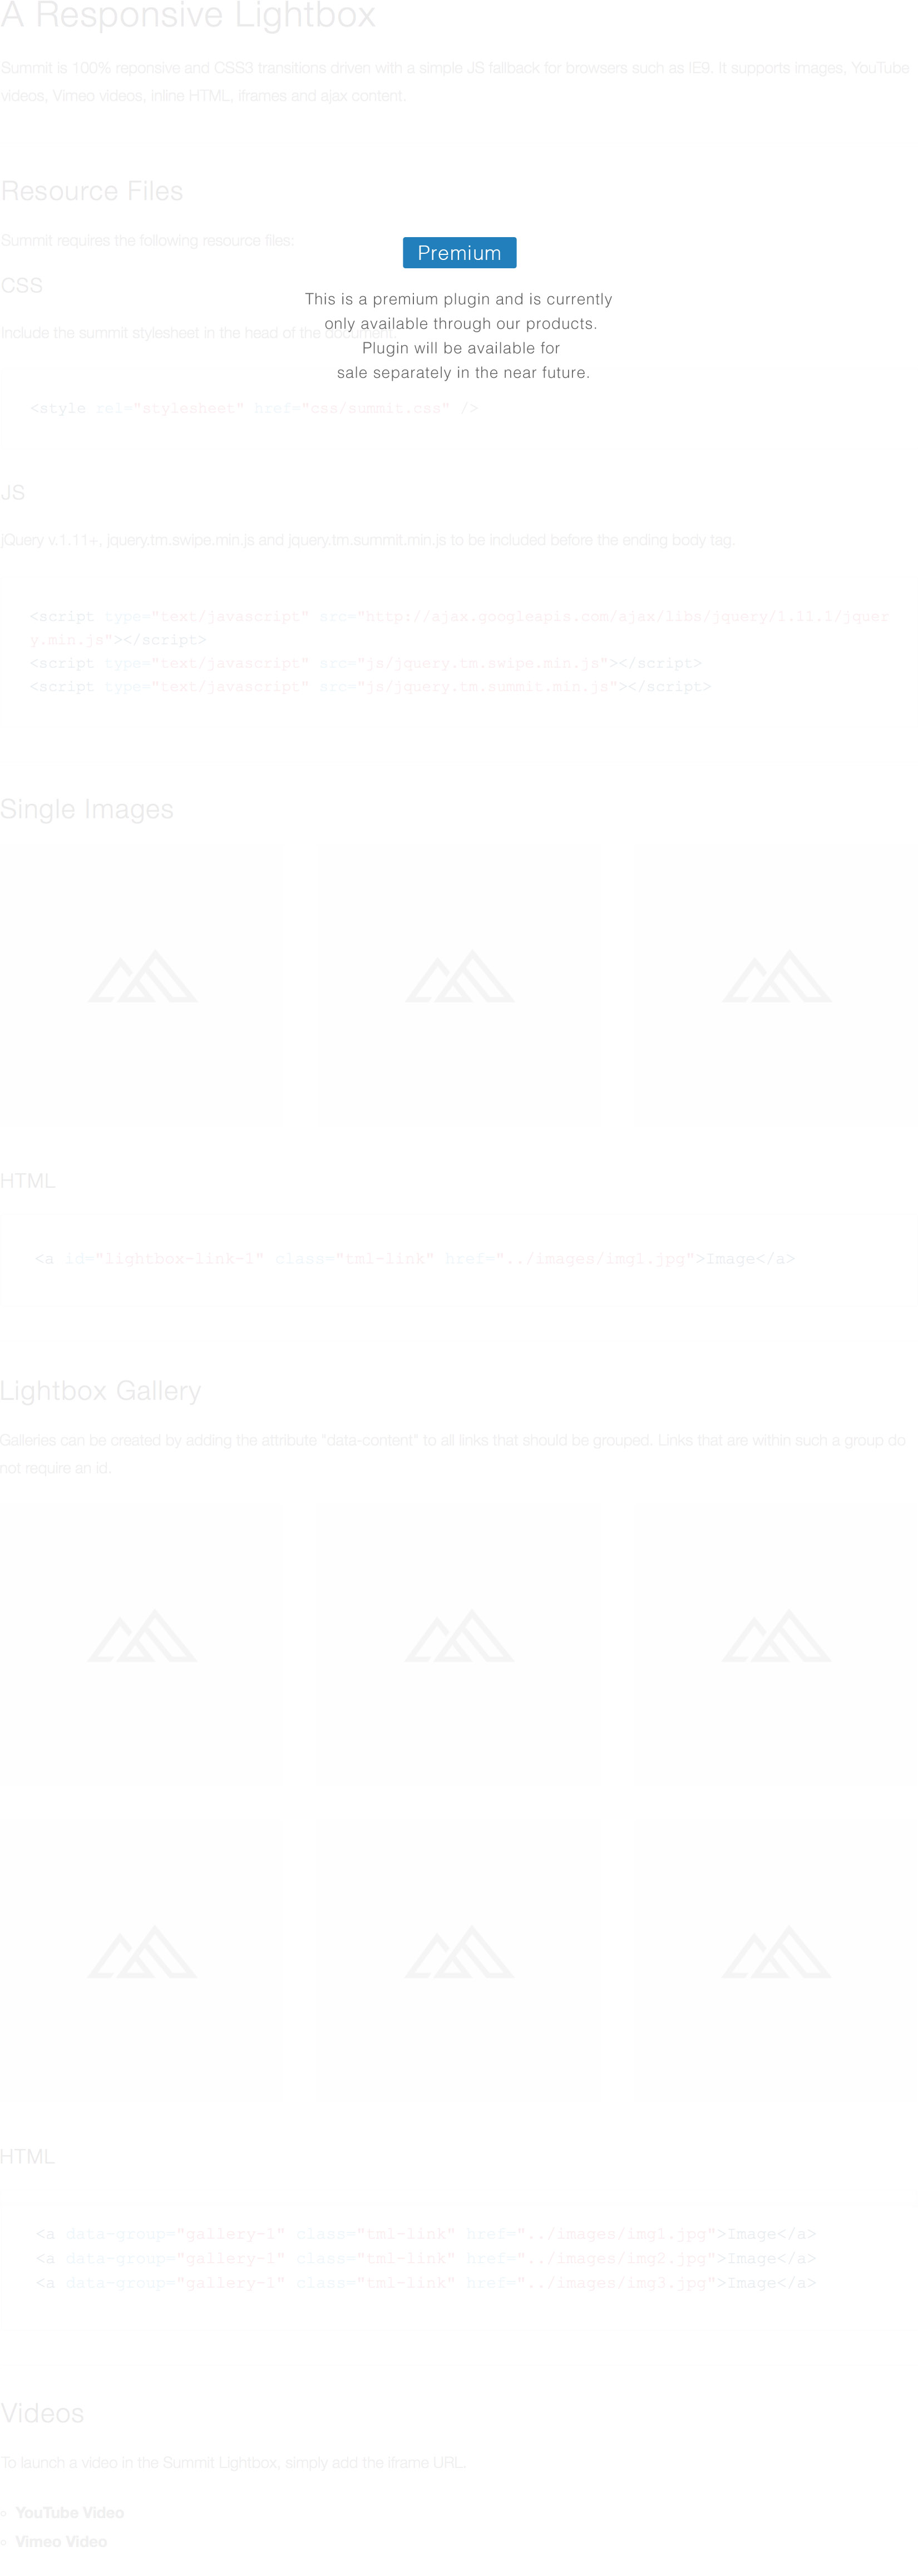 A Responsive Lightbox
Summit is 100% reponsive and CSS3 transitions driven with a simple JS fallback for browsers such as IE9. It supports images, YouTube
videos, Vimeo videos, inline HTML, iframes and ajax content.
Resource Files
Summit requires the following resource files:
Premium
CSS
This is a premium plugin and is currently
only available through our products.
Include the summit stylesheet in the head of the document.
Plugin will be available for
sale separately in the near future.
<style rel="stylesheet" href="css/summit.css" />
JS
jQuery v.1.11+, jquery.tm.swipe.min.js and jquery.tm.summit.min.js to be included before the ending body tag.
<script type="text/javascript" src="http://ajax.googleapis.com/ajax/libs/jquery/1.11.1/jquer
y.min.js"></script>
<script type="text/javascript" src="js/jquery.tm.swipe.min.js"></script>
<script type="text/javascript" src="js/jquery.tm.summit.min.js"></script>
Single Images
HTML
<a id="lightbox-link-1" class="tml-link" href="../images/img1.jpg">Image</a>
Lightbox Gallery
Galleries can be created by adding the attribute "data-content" to all links that should be grouped. Links that are within such a group do
not require an id.
HTML
<a data-group="gallery-1" class="tml-link" href="../images/img1.jpg">Image</a>
<a data-group="gallery-1" class="tml-link" href="../images/img2.jpg">Image</a>
<a data-group="gallery-1" class="tml-link" href="../images/img3.jpg">Image</a>
Videos
To launch a video in the Summit Lightbox, simply add the iframe URL.
YouTube Video
Vimeo Video